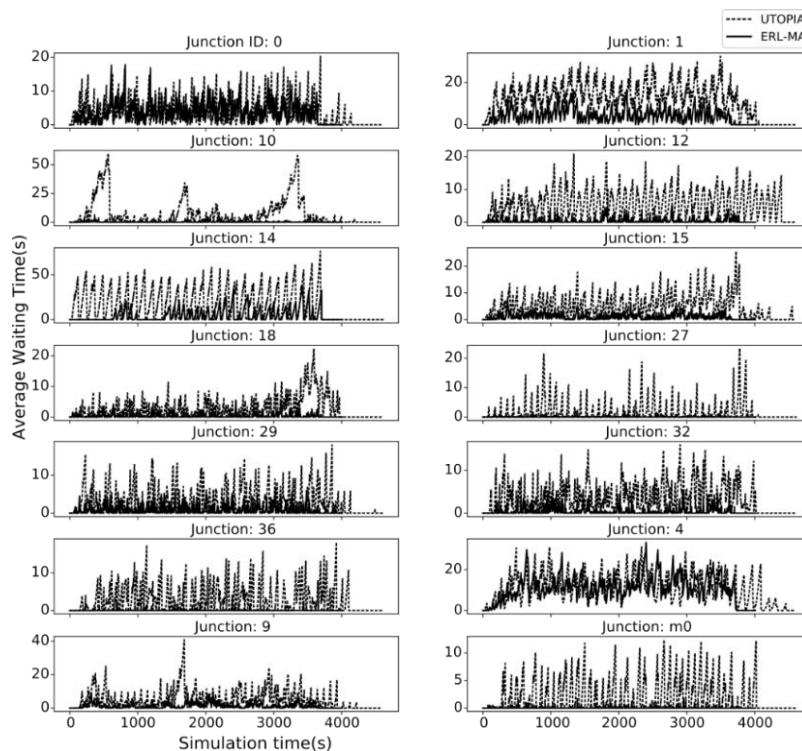 UTOPIA
ERL-MA
Junction ID: 0
20
10
0
Junction: 1
20
0
Junction: 10
50
25
0
Junction: 12
20
10
0
Junction: 14
50
0
Junction: 15
20
10
0
Junction: 18
20
10
0
Junction: 27
20
10
0
Junction: 29
10
0
Junction: 32
10
0
Junction: 36
10
0
Junction: 4
20
0
Junction: 9
40
20
0
0 1000 2000 3000 4000
Junction: m0
10
5
0
0 1000 2000 3000 4000
Average Waiting Time(s)
Simulation time(s)